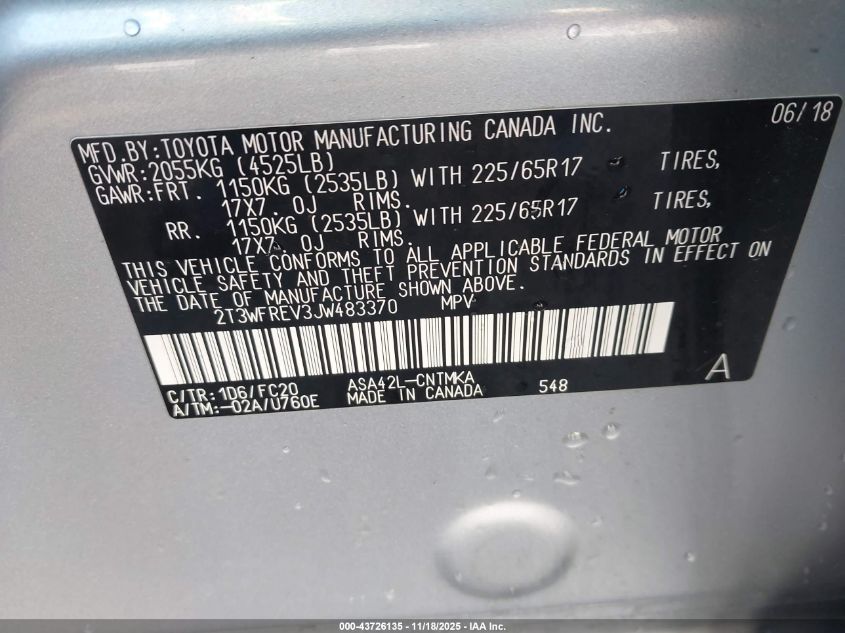 06/18
MFD.BY:TOYOTA MOTOR MANUFACTURING CANADA INC.
GVWR:2055KG (4525LB)
GAWR:FRT. 1150KG (2535LB) WITH 225/65R17 TIRES,
17X7. 0J RIMS.
RR. 1150KG (2535LB) WITH 225/65R17 TIRES,
17X7. 0J RIMS.
THIS VEHICLE CONFORMS TO ALL APPLICABLE FEDERAL MOTOR
VEHICLE SAFETY AND THEFT PREVENTION STANDARDS IN EFFECT ON
THE DATE OF MANUFACTURE SHOWN ABOVE.
2T3WFREV3JW483370 MPV
C/TR:1D6/FC20 ASA42L-CNTMKA 548 A
A/TM:-02A/U760E MADE IN CANADA
000-43726135 - 11/18/2025 - IAA Inc.